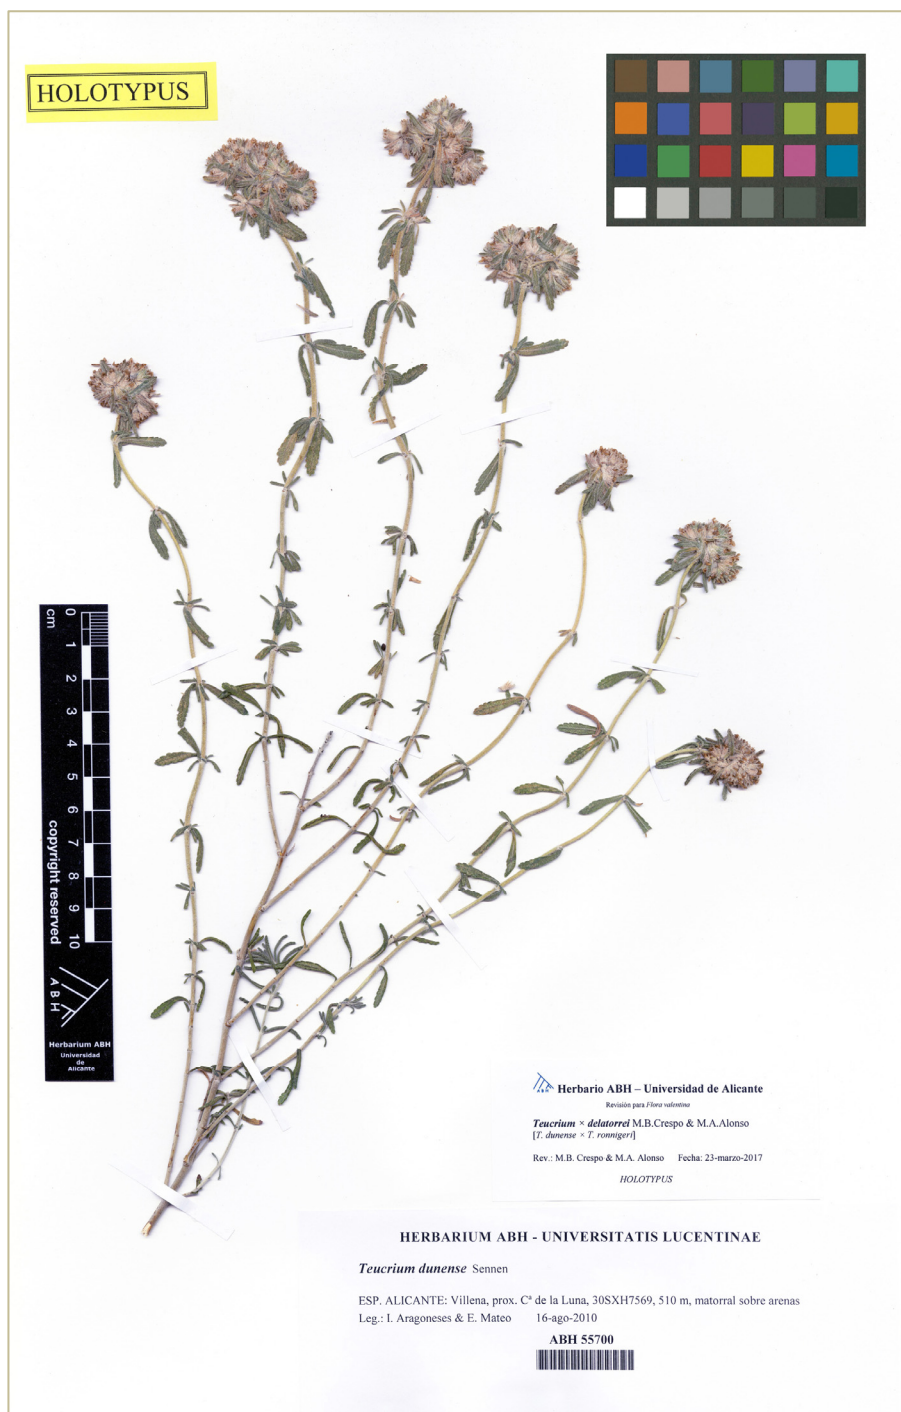 HOLOTYPUS
cm
0
1
2
3
4
5
6
7
8
9
10
copyright reserved
ABH
Herbarium ABH
Universidad
de
Alicante
ABH
Herbario ABH – Universidad de Alicante
Revisión para Flora valentina
Teucrium × delatorrei M.B.Crespo & M.A.Alonso
[T. dunense × T. ronnigeri]
Rev.: M.B. Crespo & M.A. Alonso Fecha: 23-marzo-2017
HOLOTYPUS
HERBARIUM ABH - UNIVERSITATIS LUCENTINAE
Teucrium dunense Sennen
ESP. ALICANTE: Villena, prox. Cª de la Luna, 30SXH7569, 510 m, matorral sobre arenas
Leg.: I. Aragoneses & E. Mateo 16-ago-2010
ABH 55700